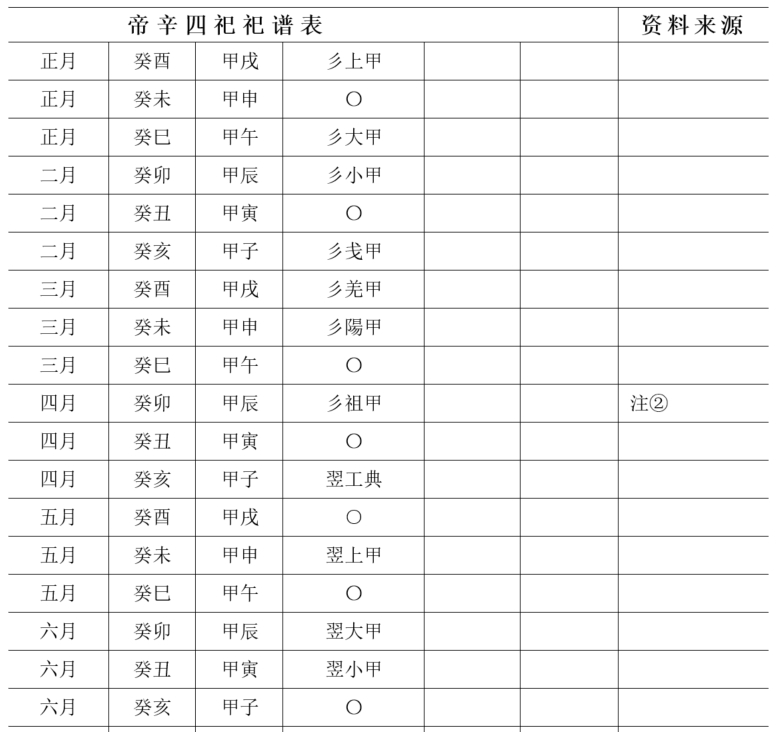 帝辛四祀祀谱表 资料来源
正月 癸酉 甲戌 彡上甲
正月 癸未 甲申 〇
正月 癸巳 甲午 彡大甲
二月 癸卯 甲辰 彡小甲
二月 癸丑 甲寅 〇
二月 癸亥 甲子 彡戋甲
三月 癸酉 甲戌 彡羌甲
三月 癸未 甲申 彡陽甲
三月 癸巳 甲午 〇
四月 癸卯 甲辰 彡祖甲 注②
四月 癸丑 甲寅 〇
四月 癸亥 甲子 翌工典
五月 癸酉 甲戌 〇
五月 癸未 甲申 翌上甲
五月 癸巳 甲午 〇
六月 癸卯 甲辰 翌大甲
六月 癸丑 甲寅 翌小甲
六月 癸亥 甲子 〇